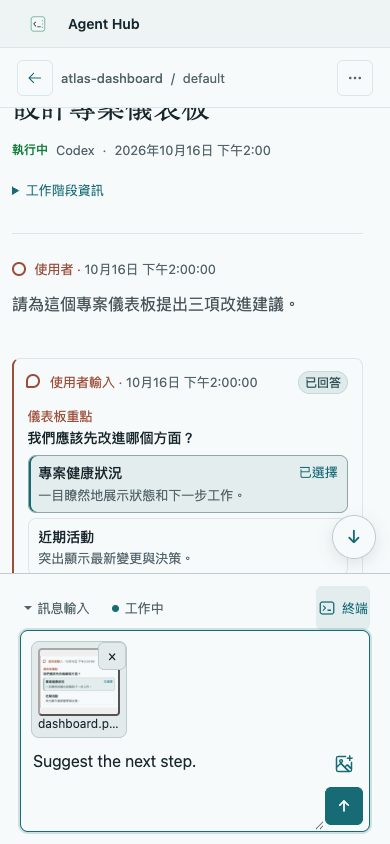 Agent Hub
atlas-dashboard / default
設計專案儀表板
執行中 Codex · 2026年10月16日 下午2:00
工作階段資訊
使用者 · 10月16日 下午2:00:00
請為這個專案儀表板提出三項改進建議。
使用者輸入 · 10月16日 下午2:00:00 已回答
儀表板重點
我們應該先改進哪個方面？
專案健康狀況 已選擇
一目瞭然地展示狀態和下一步工作。
近期活動
突出顯示最新變更與決策。
訊息輸入 工作中 終端
dashboard.p...
Suggest the next step.